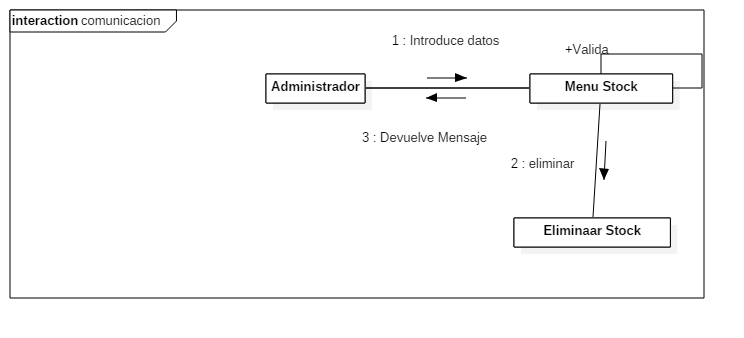 interaction comunicacion
1 : Introduce datos
+Valida
Administrador
Menu Stock
3 : Devuelve Mensaje
2 : eliminar
Eliminaar Stock